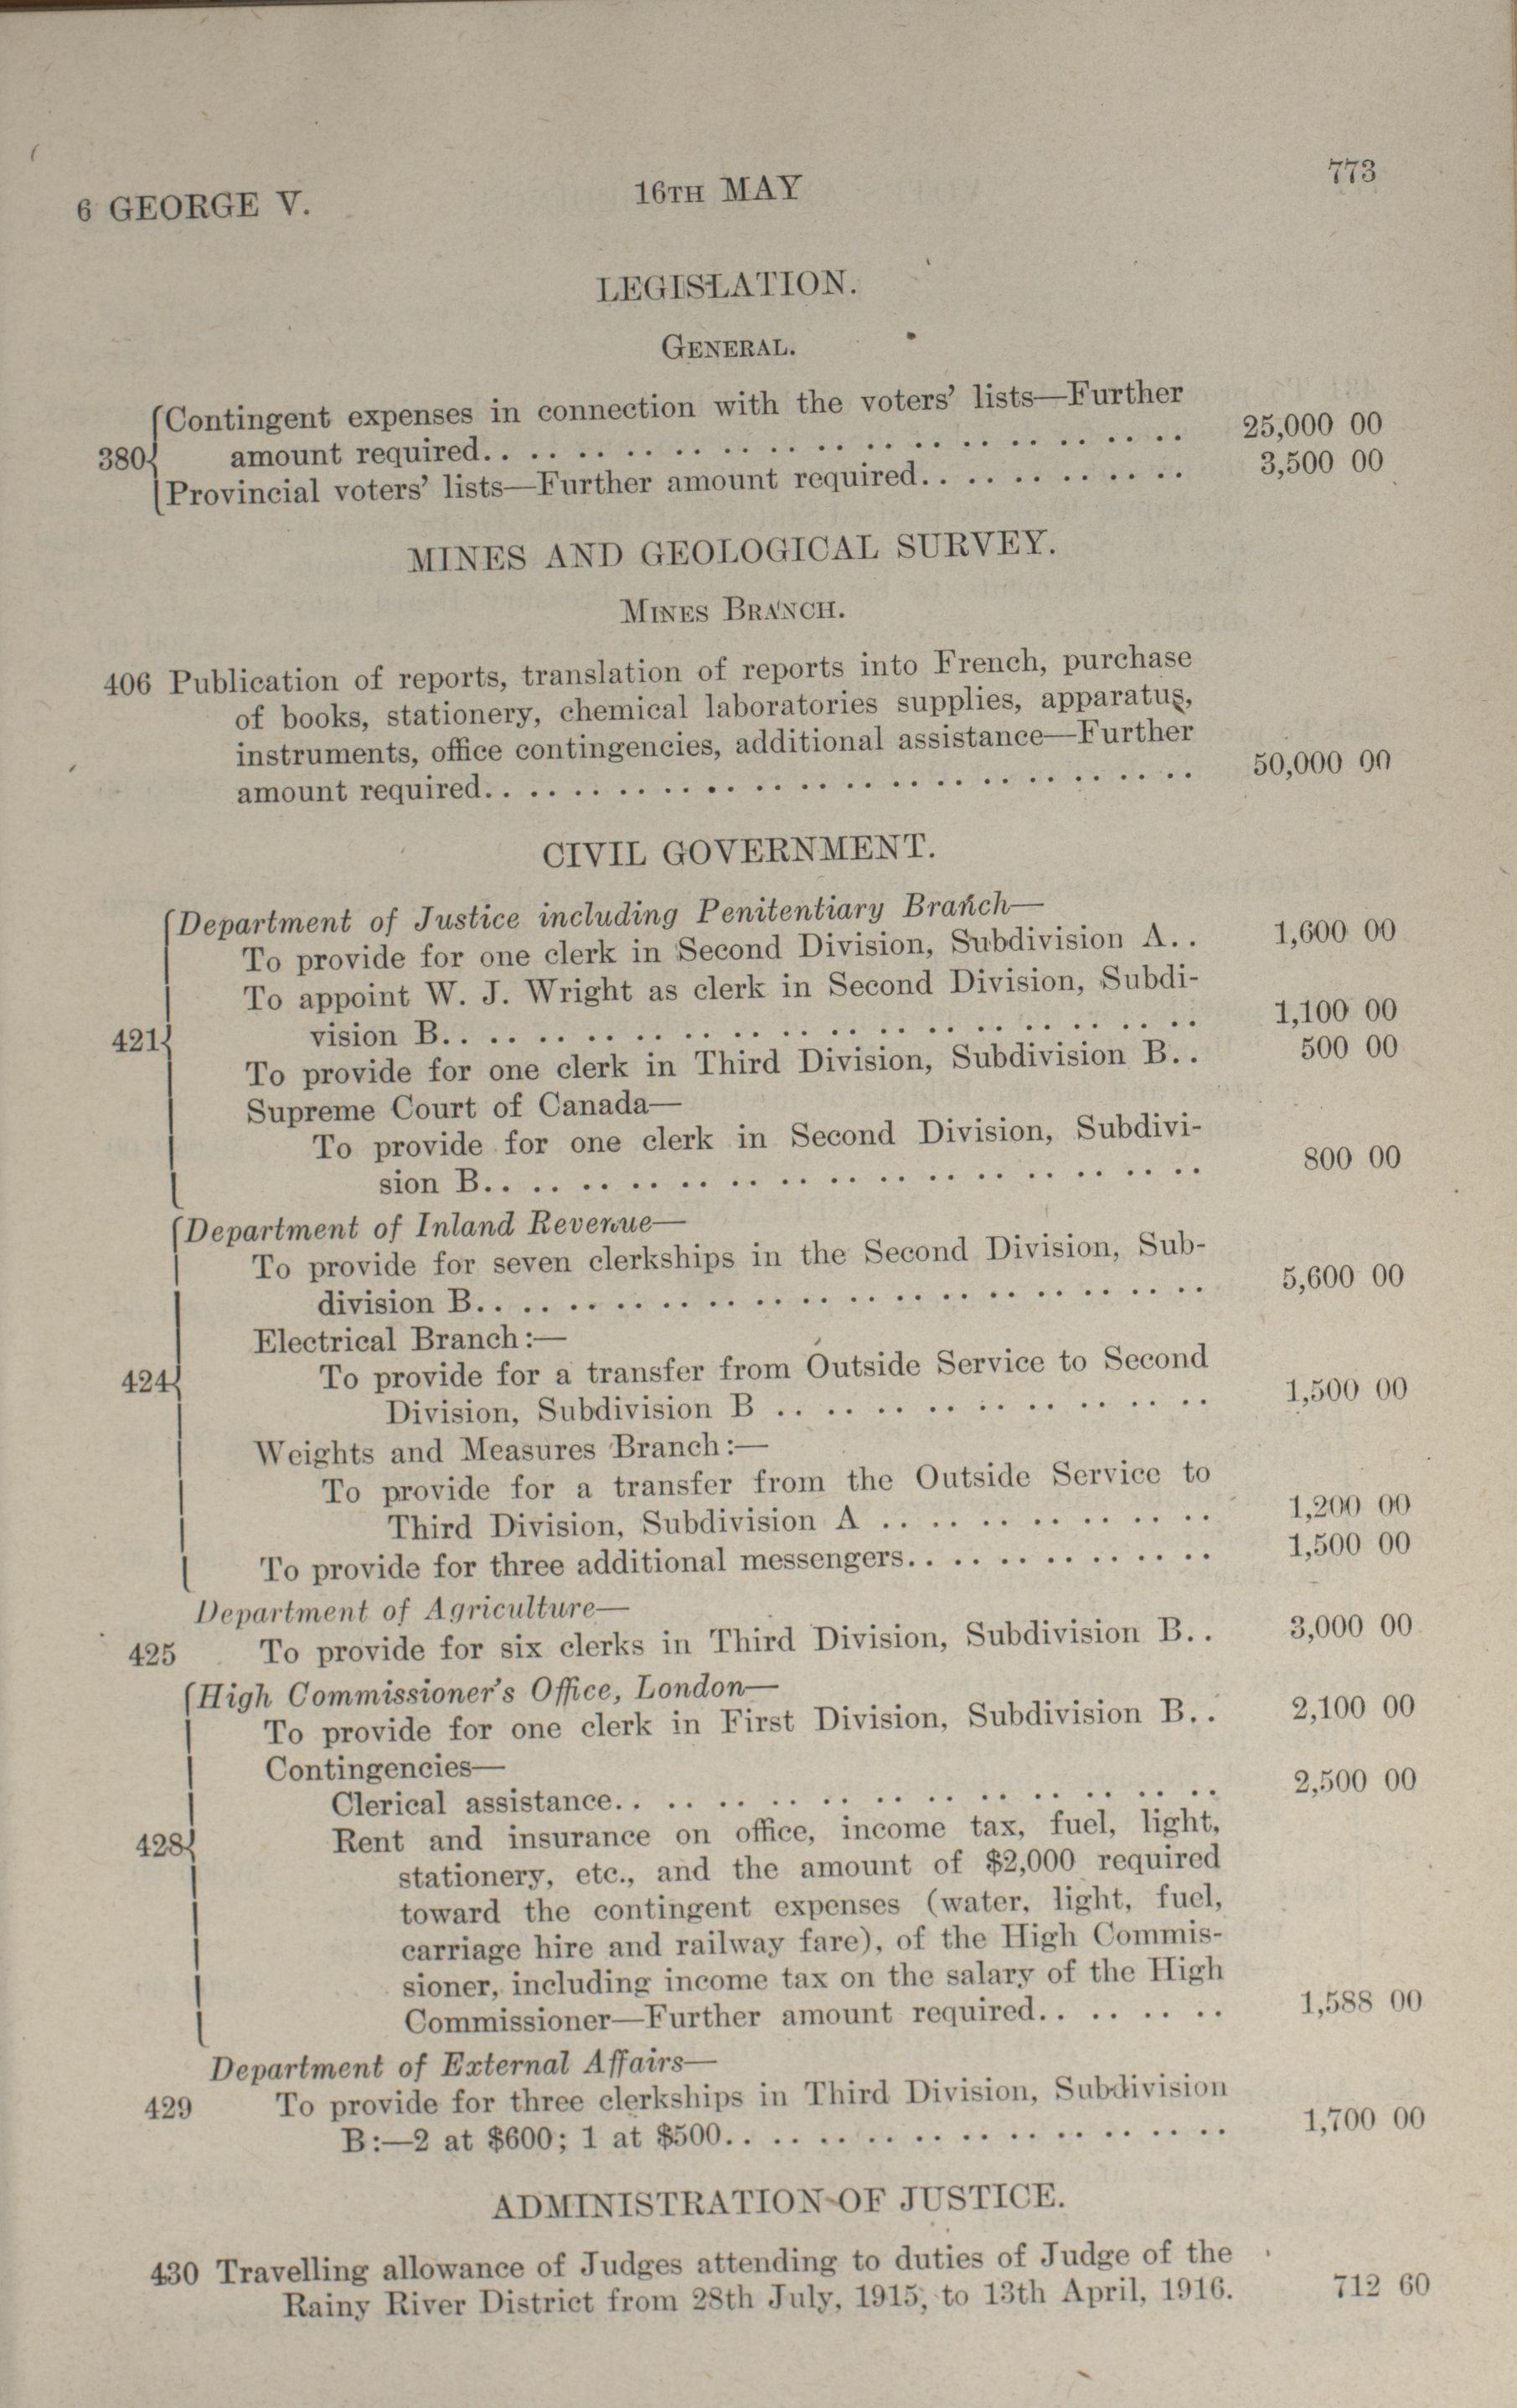 6 GEORGE V. 16TH MAY 773
LEGISLATION.
GENERAL.
Contingent expenses in connection with the voters' lists—Further
380 amount required. . . . . . . . . . . . . . . . 25,000 00
Provincial voters' lists—Further amount required. . . . . . . . 3,500 00
MINES AND GEOLOGICAL SURVEY.
MINES BRANCH.
406 Publication of reports, translation of reports into French, purchase
of books, stationery, chemical laboratories supplies, apparatus,
instruments, office contingencies, additional assistance—Further
amount required. . . . . . . . . . . . . . . . 50,000 00
CIVIL GOVERNMENT.
Department of Justice including Penitentiary Branch—
To provide for one clerk in Second Division, Subdivision A. . 1,600 00
To appoint W. J. Wright as clerk in Second Division, Subdi-
421 vision B. . . . . . . . . . . . . . . . 1,100 00
To provide for one clerk in Third Division, Subdivision B. . 500 00
Supreme Court of Canada—
To provide for one clerk in Second Division, Subdivi-
sion B. . . . . . . . . . . . . . . . 800 00
Department of Inland Revenue—
To provide for seven clerkships in the Second Division, Sub-
division B. . . . . . . . . . . . . . . . 5,600 00
Electrical Branch:—
424 To provide for a transfer from Outside Service to Second
Division, Subdivision B . . . . . . . . . . . . 1,500 00
Weights and Measures Branch:—
To provide for a transfer from the Outside Service to
Third Division, Subdivision A . . . . . . . . . . 1,200 00
To provide for three additional messengers. . . . . . . . . . 1,500 00
Department of Agriculture—
425 To provide for six clerks in Third Division, Subdivision B. . 3,000 00
High Commissioner's Office, London—
To provide for one clerk in First Division, Subdivision B. . 2,100 00
Contingencies—
Clerical assistance. . . . . . . . . . . . . . 2,500 00
428 Rent and insurance on office, income tax, fuel, light,
stationery, etc., and the amount of $2,000 required
toward the contingent expenses (water, light, fuel,
carriage hire and railway fare), of the High Commis-
sioner, including income tax on the salary of the High
Commissioner—Further amount required. . . . . . 1,588 00
Department of External Affairs—
429 To provide for three clerkships in Third Division, Subdivision
B:—2 at $600; 1 at $500. . . . . . . . . . . . 1,700 00
ADMINISTRATION OF JUSTICE.
430 Travelling allowance of Judges attending to duties of Judge of the
Rainy River District from 28th July, 1915, to 13th April, 1916. 712 60